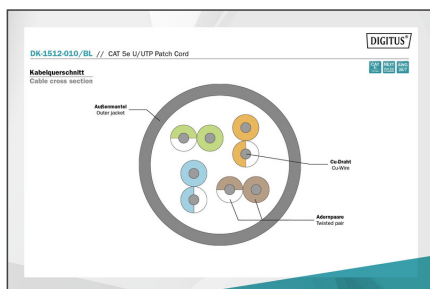 DIGITUS®
DK-1512-010/BL // CAT 5e U/UTP Patch Cord
Kabelquerschnitt
Cable cross section
Außenmantel
Outer jacket
Cu-Draht
Cu-Wire
Adernpaare
Twisted pair